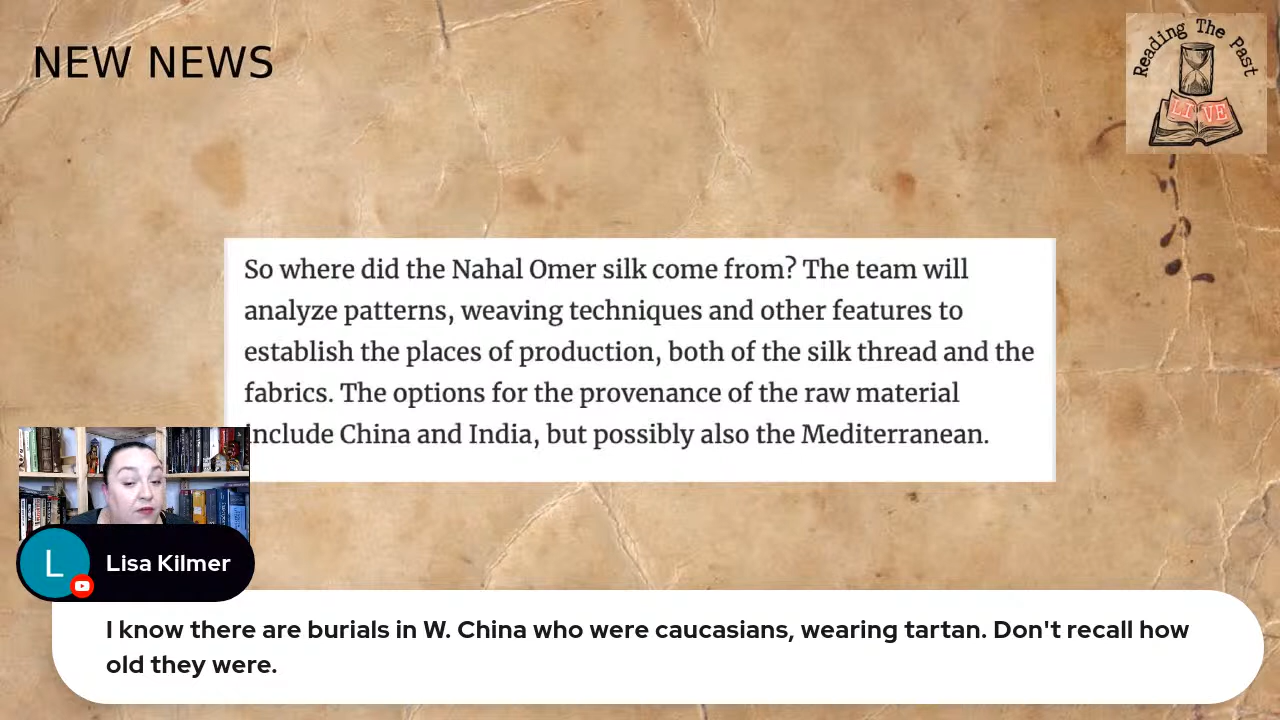 NEW NEWS
Reading The Past
LIVE
So where did the Nahal Omer silk come from? The team will
analyze patterns, weaving techniques and other features to
establish the places of production, both of the silk thread and the
fabrics. The options for the provenance of the raw material
include China and India, but possibly also the Mediterranean.
L
Lisa Kilmer
I know there are burials in W. China who were caucasians, wearing tartan. Don't recall how
old they were.